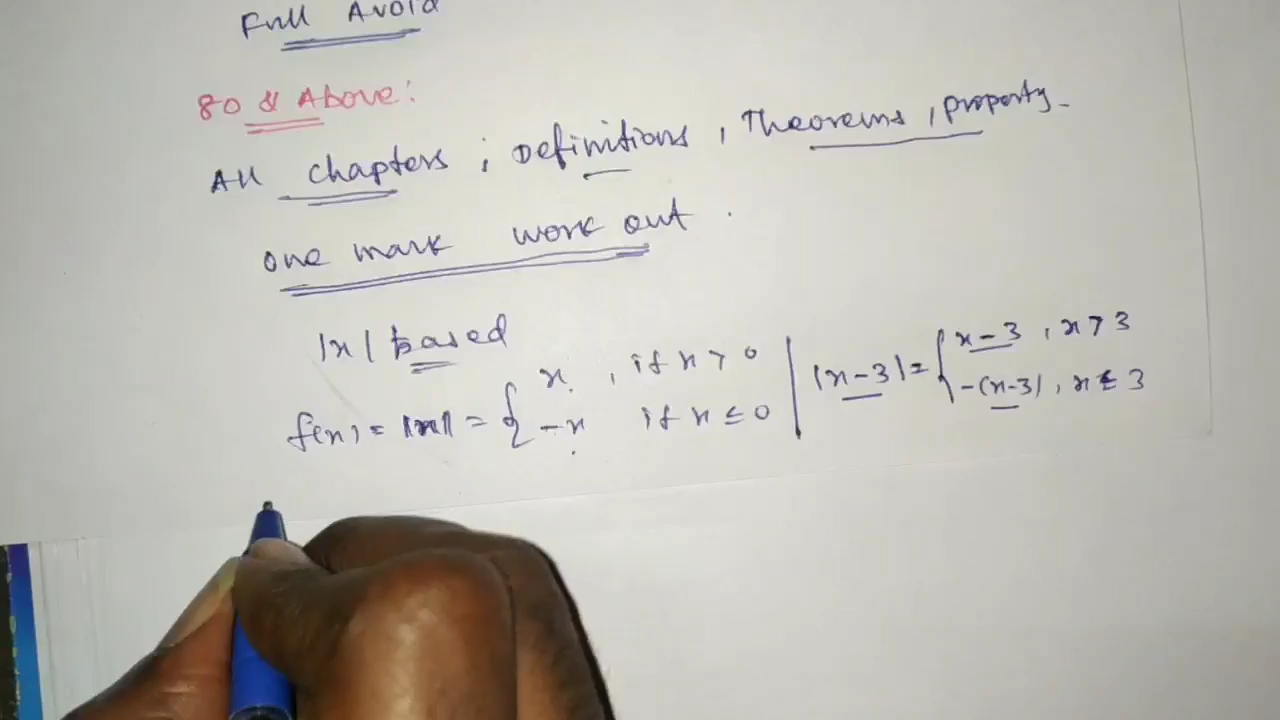 Full Avoid
80 & Above:
All chapters ; Definitions , Theorems , property
one mark work out .
|x| based
f(x) = |x| = { x , if x > 0
-x if x ≤ 0
|x-3| = { x-3 , x > 3
-(x-3) , x ≤ 3